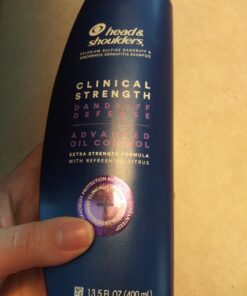 head &
shoulders®
SELENIUM SULFIDE DANDRUFF &
SEBORRHEIC DERMATITIS SHAMPOO
CLINICAL
STRENGTH
DANDRUFF
DEFENSE
ADVANCED
OIL CONTROL
EXTRA STRENGTH FORMULA
WITH REFRESHING CITRUS
13.5 FL OZ (400 mL)